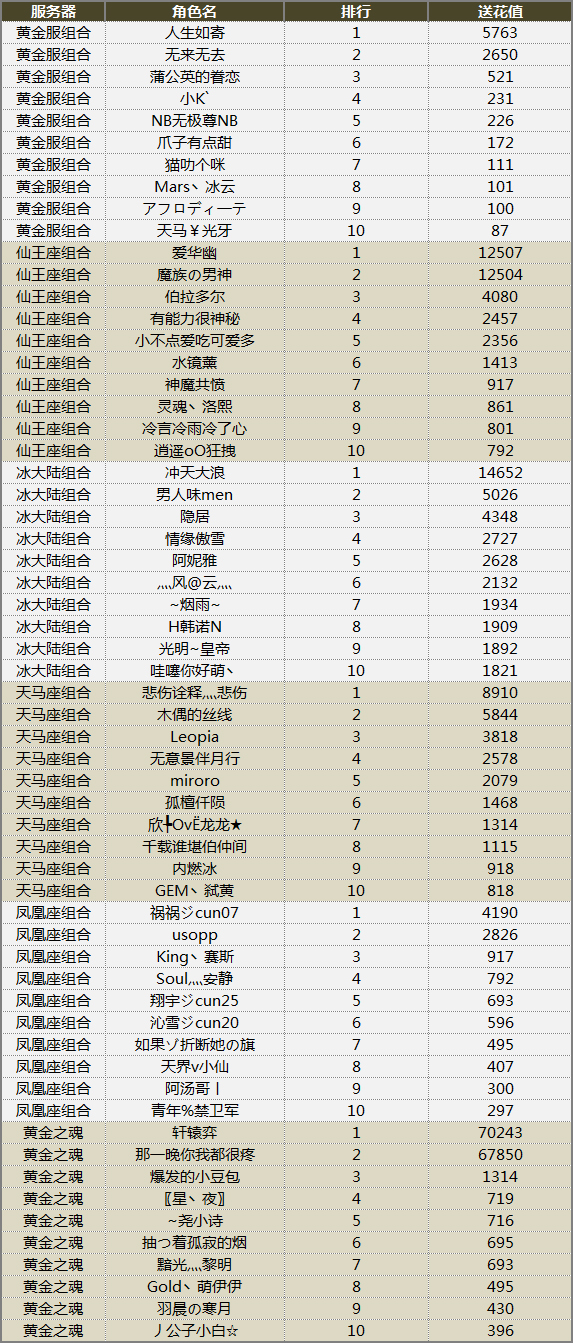 服务器 角色名 排行 送花值
黄金服组合 人生如寄 1 5763
黄金服组合 无来无去 2 2650
黄金服组合 蒲公英的眷恋 3 521
黄金服组合 小K` 4 231
黄金服组合 NB无极尊NB 5 226
黄金服组合 爪子有点甜 6 172
黄金服组合 猫叻个咪 7 111
黄金服组合 Mars丶冰云 8 101
黄金服组合 アフロディーテ 9 100
黄金服组合 天马￥光牙 10 87
仙王座组合 爱华幽 1 12507
仙王座组合 魔族の男神 2 12504
仙王座组合 伯拉多尔 3 4080
仙王座组合 有能力很神秘 4 2457
仙王座组合 小不点爱吃可爱多 5 2356
仙王座组合 水镜薰 6 1413
仙王座组合 神魔共愤 7 917
仙王座组合 灵魂丶洛熙 8 861
仙王座组合 冷言冷雨冷了心 9 801
仙王座组合 逍遥oO狂拽 10 792
冰大陆组合 冲天大浪 1 14652
冰大陆组合 男人味men 2 5026
冰大陆组合 隐居 3 4348
冰大陆组合 情缘傲雪 4 2727
冰大陆组合 阿妮雅 5 2628
冰大陆组合 灬风@云灬 6 2132
冰大陆组合 ~烟雨~ 7 1934
冰大陆组合 H韩诺N 8 1909
冰大陆组合 光明~皇帝 9 1892
冰大陆组合 哇噻你好萌丶 10 1821
天马座组合 悲伤诠释灬悲伤 1 8910
天马座组合 木偶的丝线 2 5844
天马座组合 Leopia 3 3818
天马座组合 无意景伴月行 4 2578
天马座组合 miroro 5 2079
天马座组合 孤檀仟陨 6 1468
天马座组合 欣╄OvЁ龙龙★ 7 1314
天马座组合 千载谁堪伯仲间 8 1115
天马座组合 内燃冰 9 918
天马座组合 GEM丶弑黄 10 818
凤凰座组合 祸祸ジcun07 1 4190
凤凰座组合 usopp 2 2826
凤凰座组合 King丶赛斯 3 917
凤凰座组合 Soul灬安静 4 792
凤凰座组合 翔宇ジcun25 5 693
凤凰座组合 沁雪ジcun20 6 596
凤凰座组合 如果ゾ折断她の旗 7 495
凤凰座组合 天界v小仙 8 407
凤凰座组合 阿汤哥丨 9 300
凤凰座组合 青年%禁卫军 10 297
黄金之魂 轩辕弈 1 70243
黄金之魂 那一晚你我都很疼 2 67850
黄金之魂 爆发的小豆包 3 1314
黄金之魂 〖星丶夜〗 4 719
黄金之魂 ~尧小诗 5 716
黄金之魂 抽つ着孤寂的烟 6 695
黄金之魂 黯光灬黎明 7 693
黄金之魂 Gold丶萌伊伊 8 495
黄金之魂 羽晨の寒月 9 430
黄金之魂 丿公子小白☆ 10 396